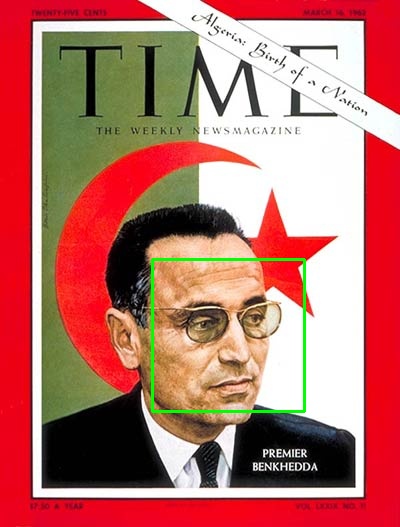 TWENTY-FIVE CENTS
MARCH 16, 1962
Algeria: Birth of a Nation
TIME
THE WEEKLY NEWSMAGAZINE
PREMIER
BENKHEDDA
$7.50 A YEAR
VOL. LXXIX NO. 11